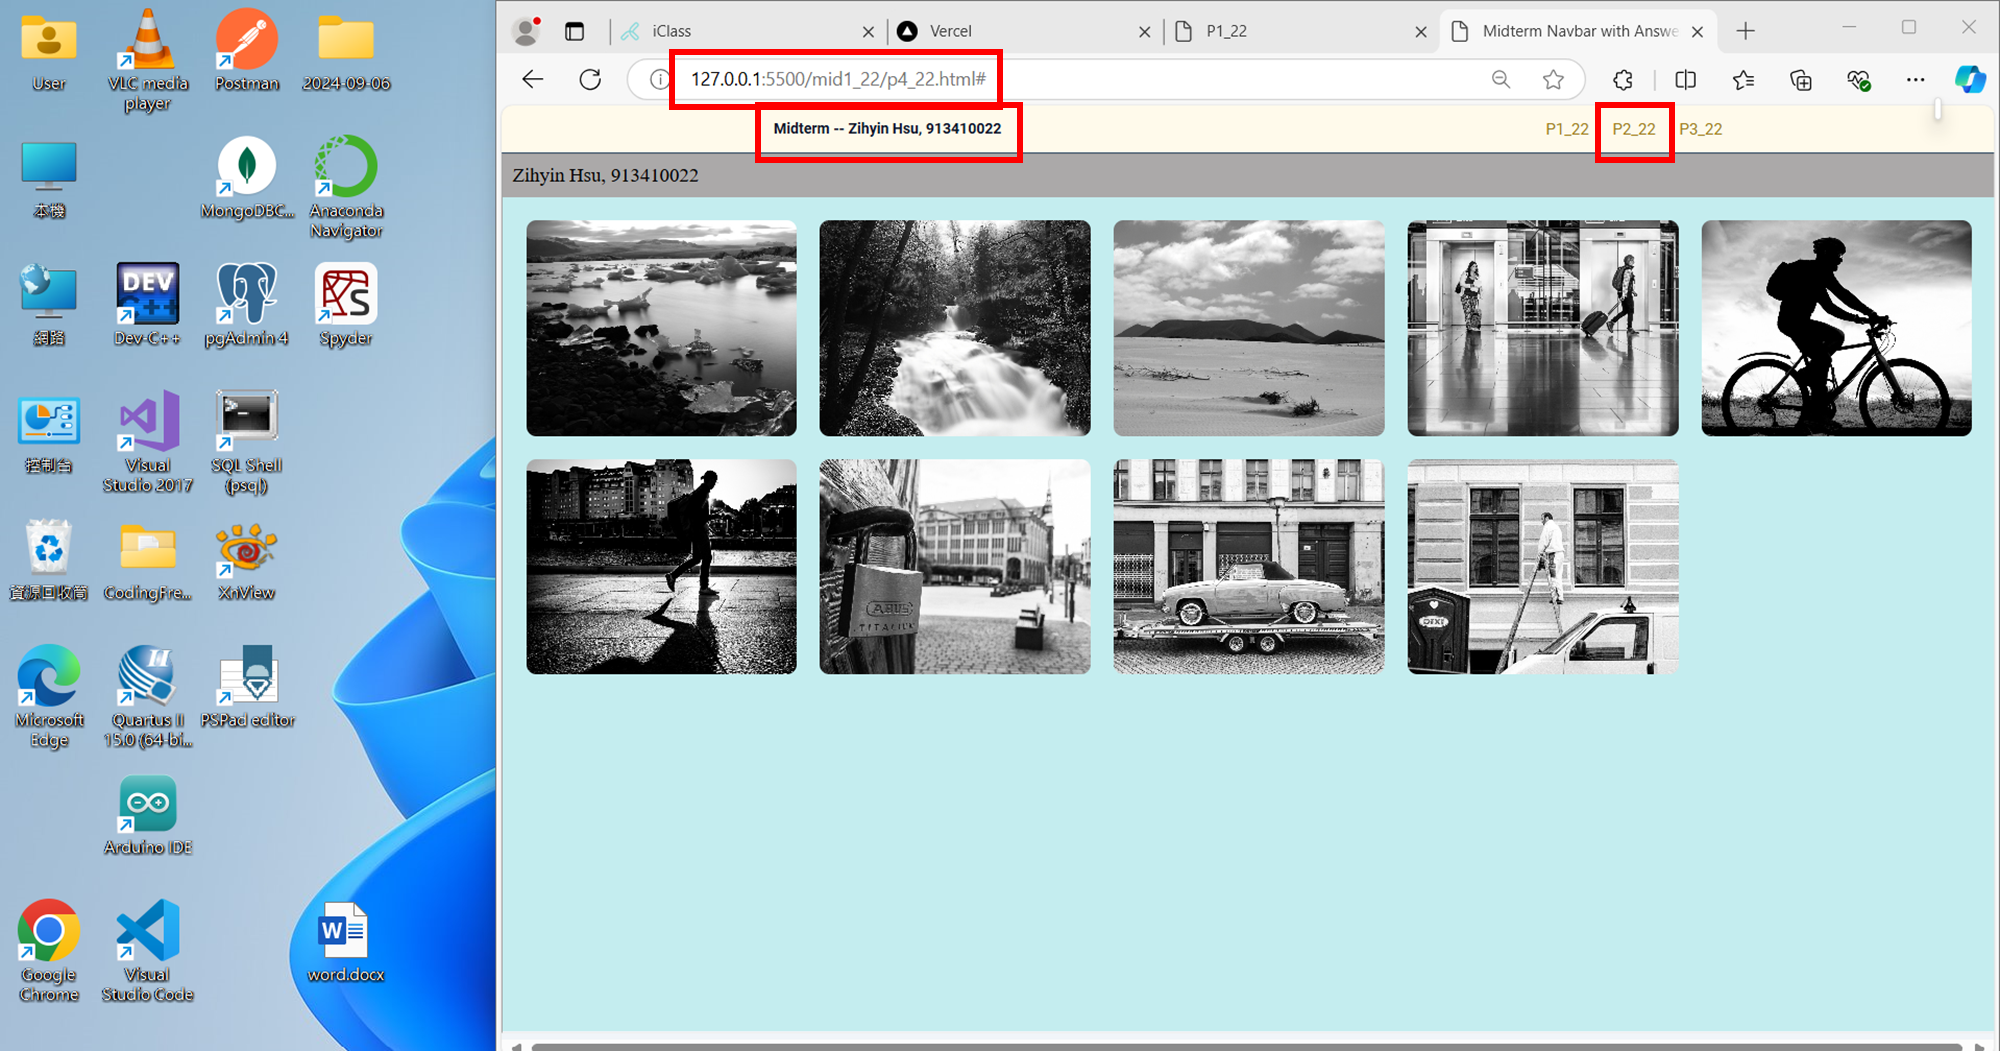 User
VLC media
player
Postman
2024-09-06
本機
MongoDBC...
Anaconda
Navigator
網路
DEV
C++
Dev-C++
pgAdmin 4
Spyder
控制台
Visual
Studio 2017
SQL Shell
(psql)
資源回收筒
CodingFre...
XnView
Microsoft
Edge
Quartus II
15.0 (64-bi...
PSPad editor
Arduino IDE
Google
Chrome
Visual
Studio Code
W
word.docx
iClass
Vercel
P1_22
Midterm Navbar with Answe
127.0.0.1:5500/mid1_22/p4_22.html#
Midterm -- Zihyin Hsu, 913410022
P1_22
P2_22
P3_22
Zihyin Hsu, 913410022
ABUS
TITALIUM
DIXI